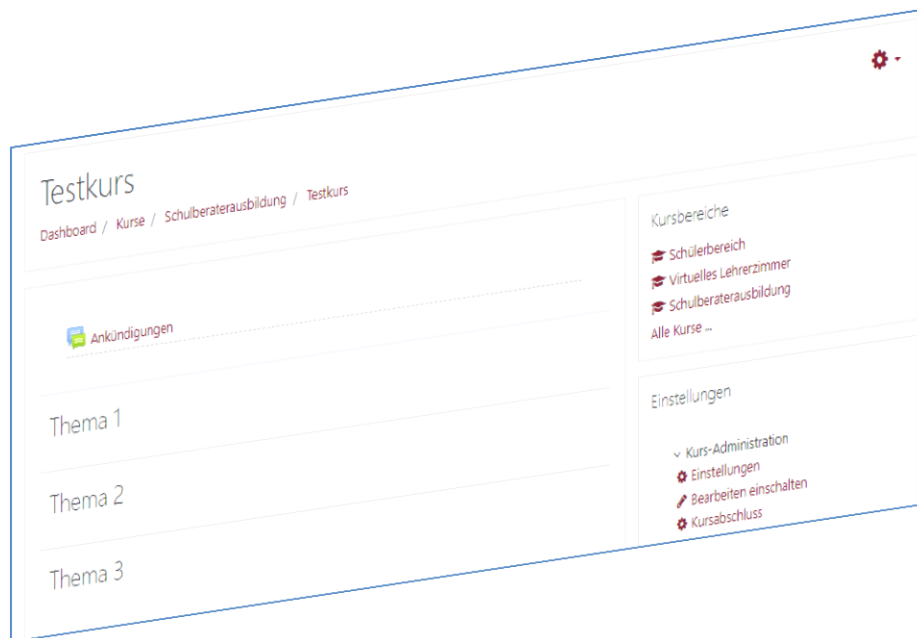 Testkurs
Dashboard / Kurse / Schulberaterausbildung / Testkurs
Ankündigungen
Thema 1
Thema 2
Thema 3
Kursbereiche
Schülerbereich
Virtuelles Lehrerzimmer
Schulberaterausbildung
Alle Kurse ...
Einstellungen
Kurs-Administration
Einstellungen
Bearbeiten einschalten
Kursabschluss